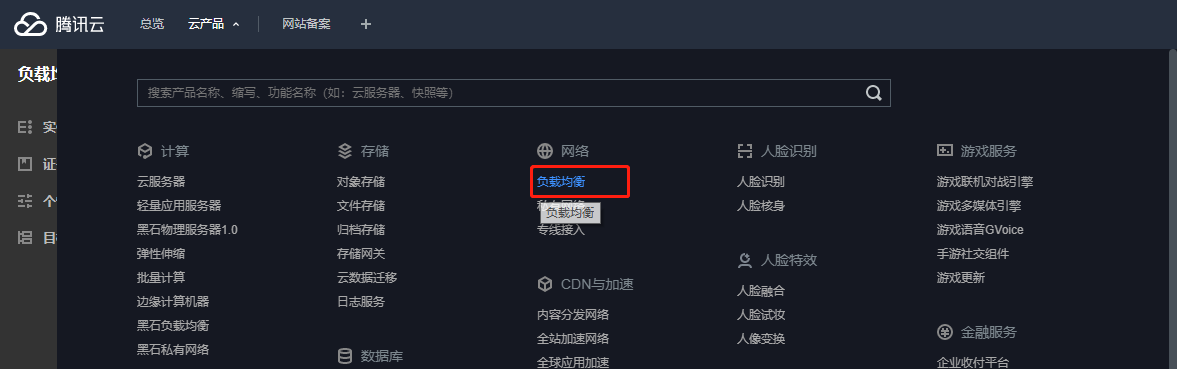 腾讯云 总览 云产品 网站备案
负载
搜索产品名称、缩写、功能名称（如：云服务器、快照等）
计算
云服务器
轻量应用服务器
黑石物理服务器1.0
弹性伸缩
批量计算
边缘计算机器
黑石负载均衡
黑石私有网络
存储
对象存储
文件存储
归档存储
存储网关
云数据迁移
日志服务
数据库
网络
负载均衡
负载均衡
专线接入
CDN与加速
内容分发网络
全站加速网络
全球应用加速
人脸识别
人脸识别
人脸核身
人脸特效
人脸融合
人脸试妆
人像变换
游戏服务
游戏联机对战引擎
游戏多媒体引擎
游戏语音GVoice
手游社交组件
游戏更新
金融服务
企业收付平台